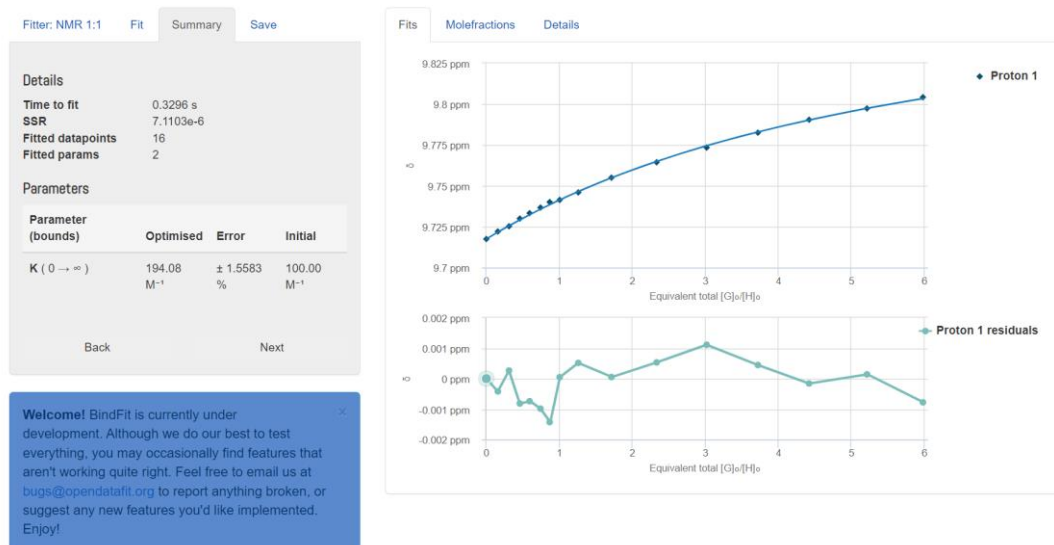 Fitter: NMR 1:1 Fit Summary Save
Details
Time to fit 0.3296 s
SSR 7.1103e-6
Fitted datapoints 16
Fitted params 2
Parameters
Parameter
(bounds) Optimised Error Initial
K ( 0 → ∞ ) 194.08 ± 1.5583 100.00
M⁻¹ % M⁻¹
Back Next
Welcome! BindFit is currently under ×
development. Although we do our best to test
everything, you may occasionally find features that
aren't working quite right. Feel free to email us at
bugs@opendatafit.org to report anything broken, or
suggest any new features you'd like implemented.
Enjoy!
Fits Molefractions Details
9.825 ppm
9.8 ppm
9.775 ppm
9.75 ppm
9.725 ppm
9.7 ppm
δ
0 1 2 3 4 5 6
Equivalent total [G]₀/[H]₀
Proton 1
0.002 ppm
0.001 ppm
0 ppm
-0.001 ppm
-0.002 ppm
δ
0 1 2 3 4 5 6
Equivalent total [G]₀/[H]₀
Proton 1 residuals